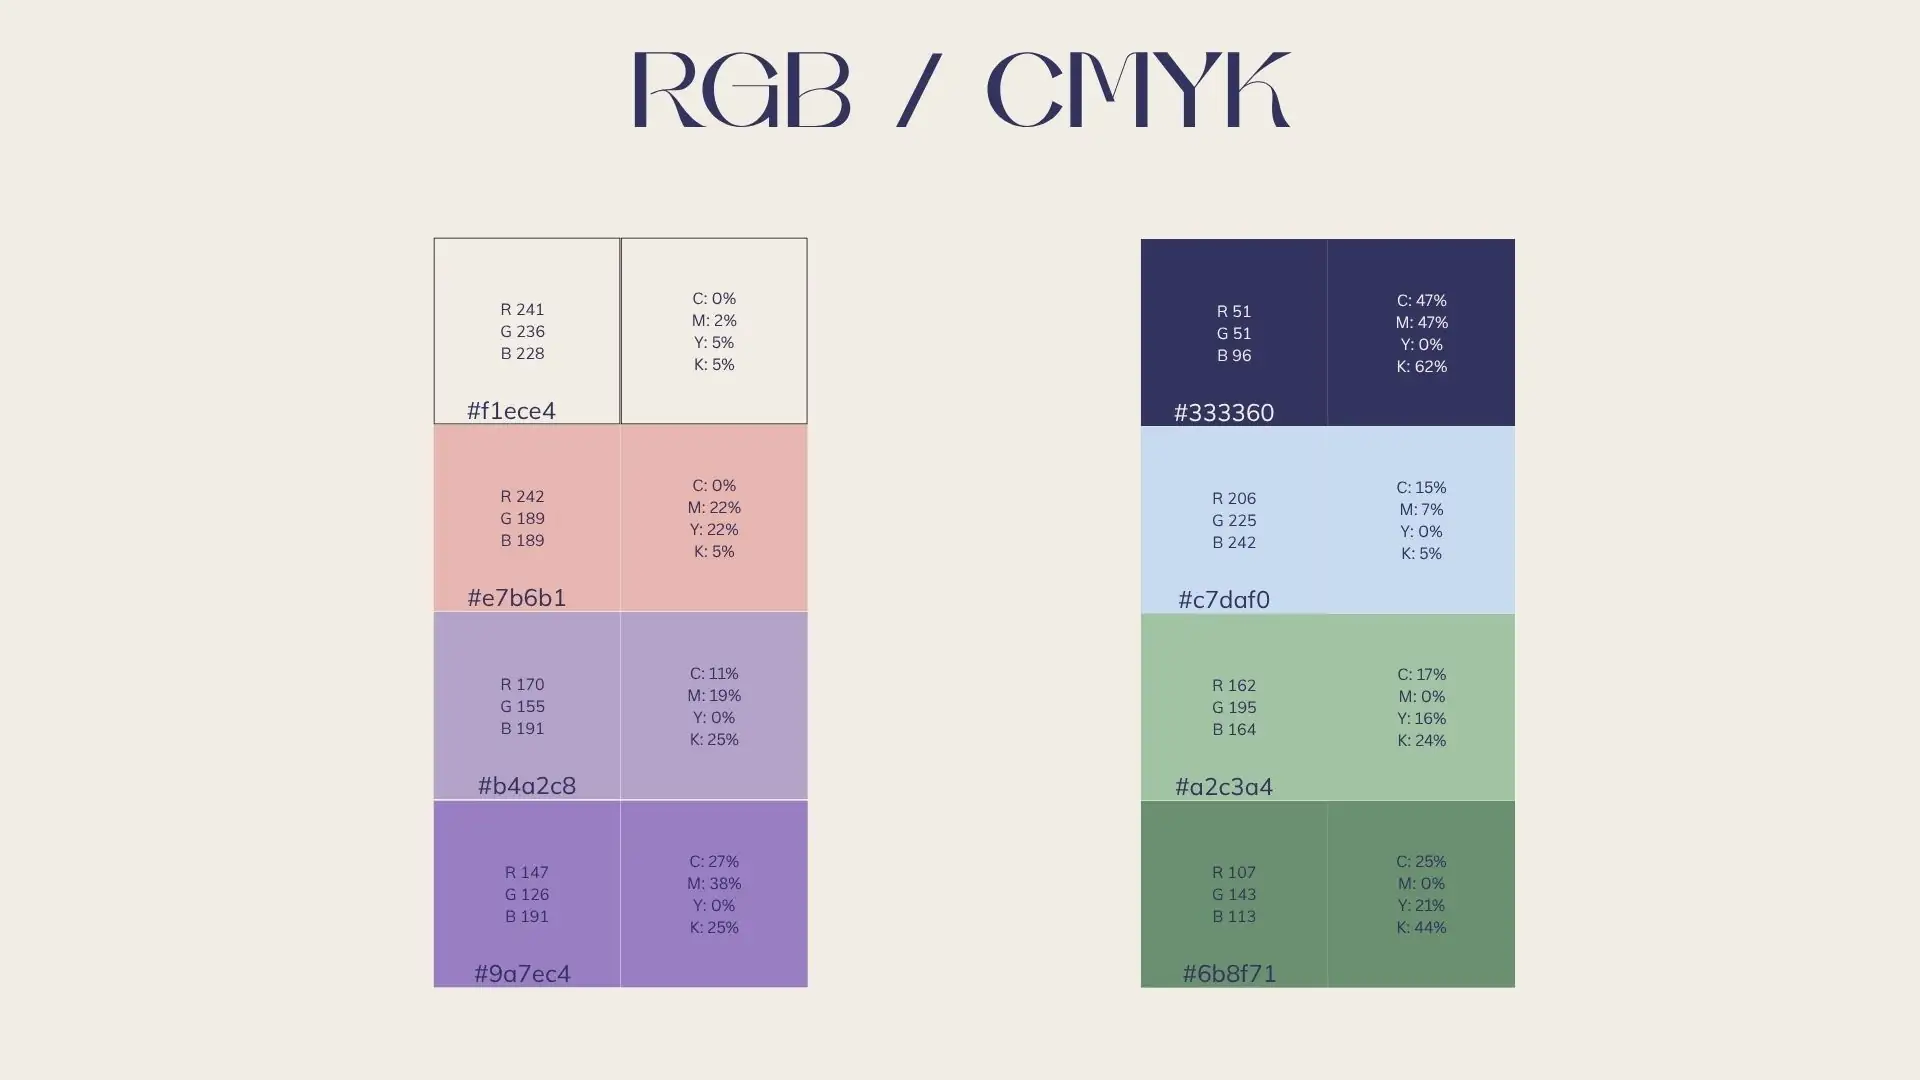 RGB / CMYK
R 241
G 236
B 228
C: 0%
M: 2%
Y: 5%
K: 5%
#f1ece4
R 242
G 189
B 189
C: 0%
M: 22%
Y: 22%
K: 5%
#e7b6b1
R 170
G 155
B 191
C: 11%
M: 19%
Y: 0%
K: 25%
#b4a2c8
R 147
G 126
B 191
C: 27%
M: 38%
Y: 0%
K: 25%
#9a7ec4
R 51
G 51
B 96
C: 47%
M: 47%
Y: 0%
K: 62%
#333360
R 206
G 225
B 242
C: 15%
M: 7%
Y: 0%
K: 5%
#c7daf0
R 162
G 195
B 164
C: 17%
M: 0%
Y: 16%
K: 24%
#a2c3a4
R 107
G 143
B 113
C: 25%
M: 0%
Y: 21%
K: 44%
#6b8f71